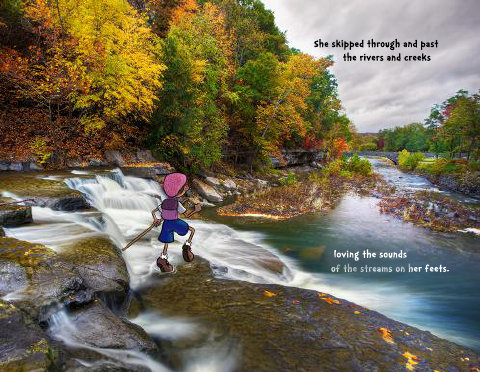 She skipped through and past
the rivers and creeks
loving the sounds
of the streams on her feets.